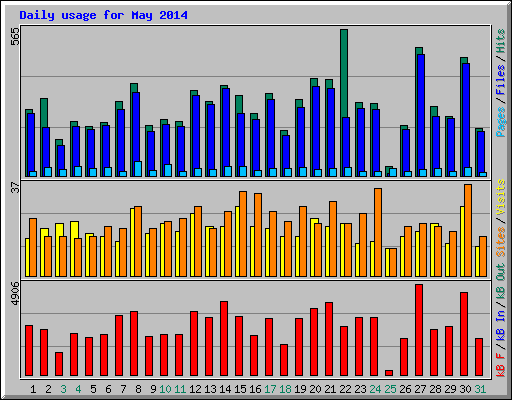 Daily usage for May 2014
565
Pages / Files / Hits
37
Sites / Visits
4906
kB F / kB In / kB Out
1 2 3 4 5 6 7 8 9 10 11 12 13 14 15 16 17 18 19 20 21 22 23 24 25 26 27 28 29 30 31